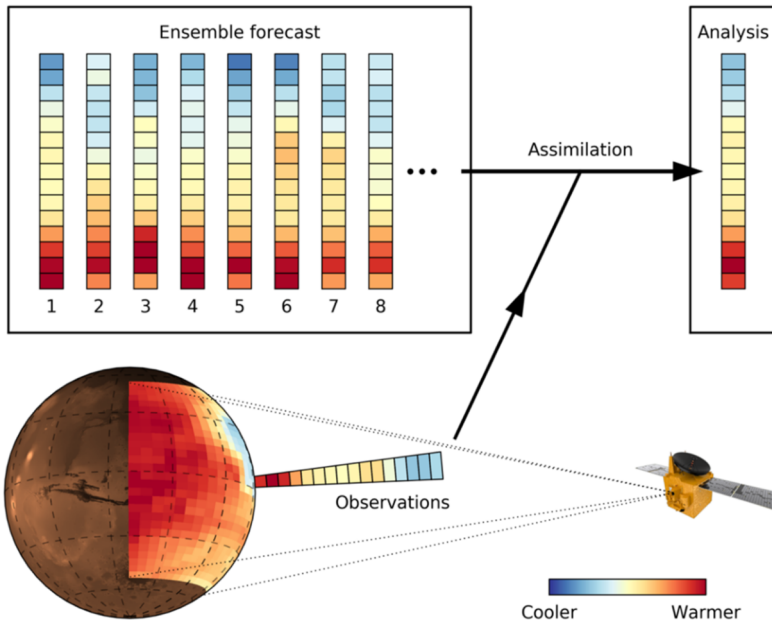 Ensemble forecast
1 2 3 4 5 6 7 8
Analysis
Assimilation
Observations
Cooler Warmer